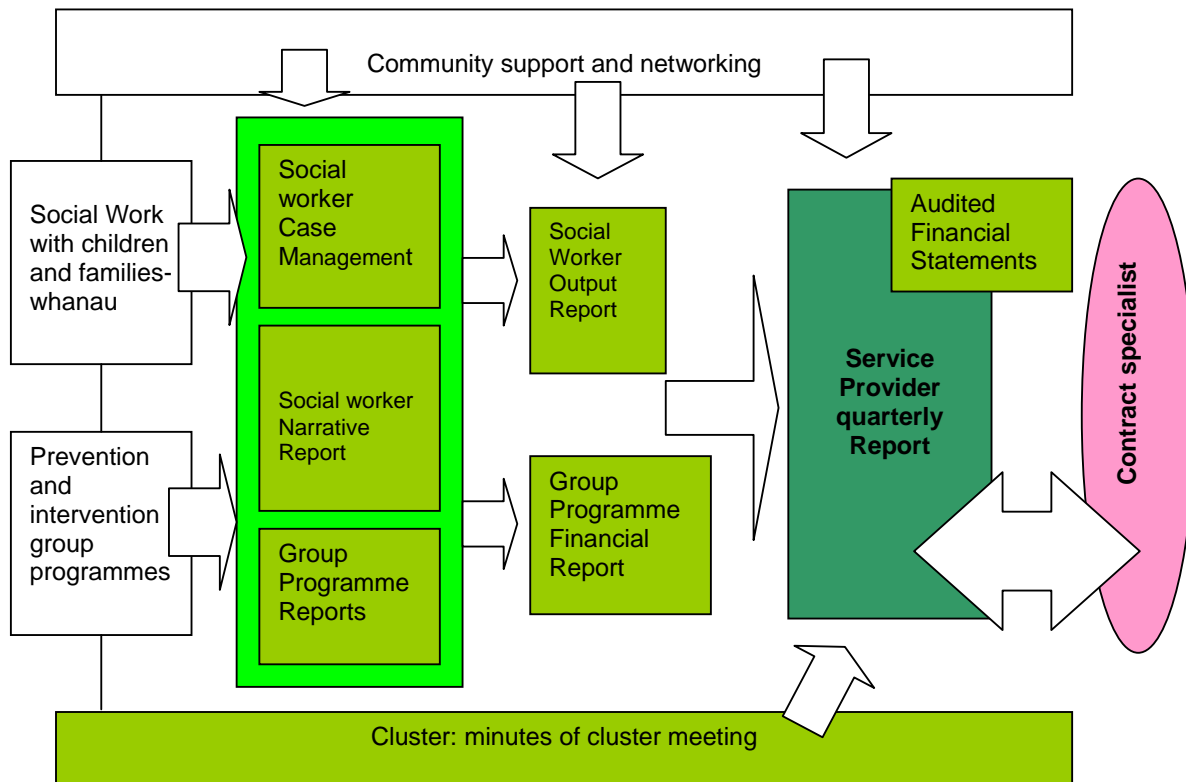 Community support and networking
Social Work
with children
and families-
whanau
Prevention
and
intervention
group
programmes
Social
worker
Case
Management
Social worker
Narrative
Report
Group
Programme
Reports
Social
Worker
Output
Report
Group
Programme
Financial
Report
Audited
Financial
Statements
Service
Provider
quarterly
Report
Contract specialist
Cluster: minutes of cluster meeting